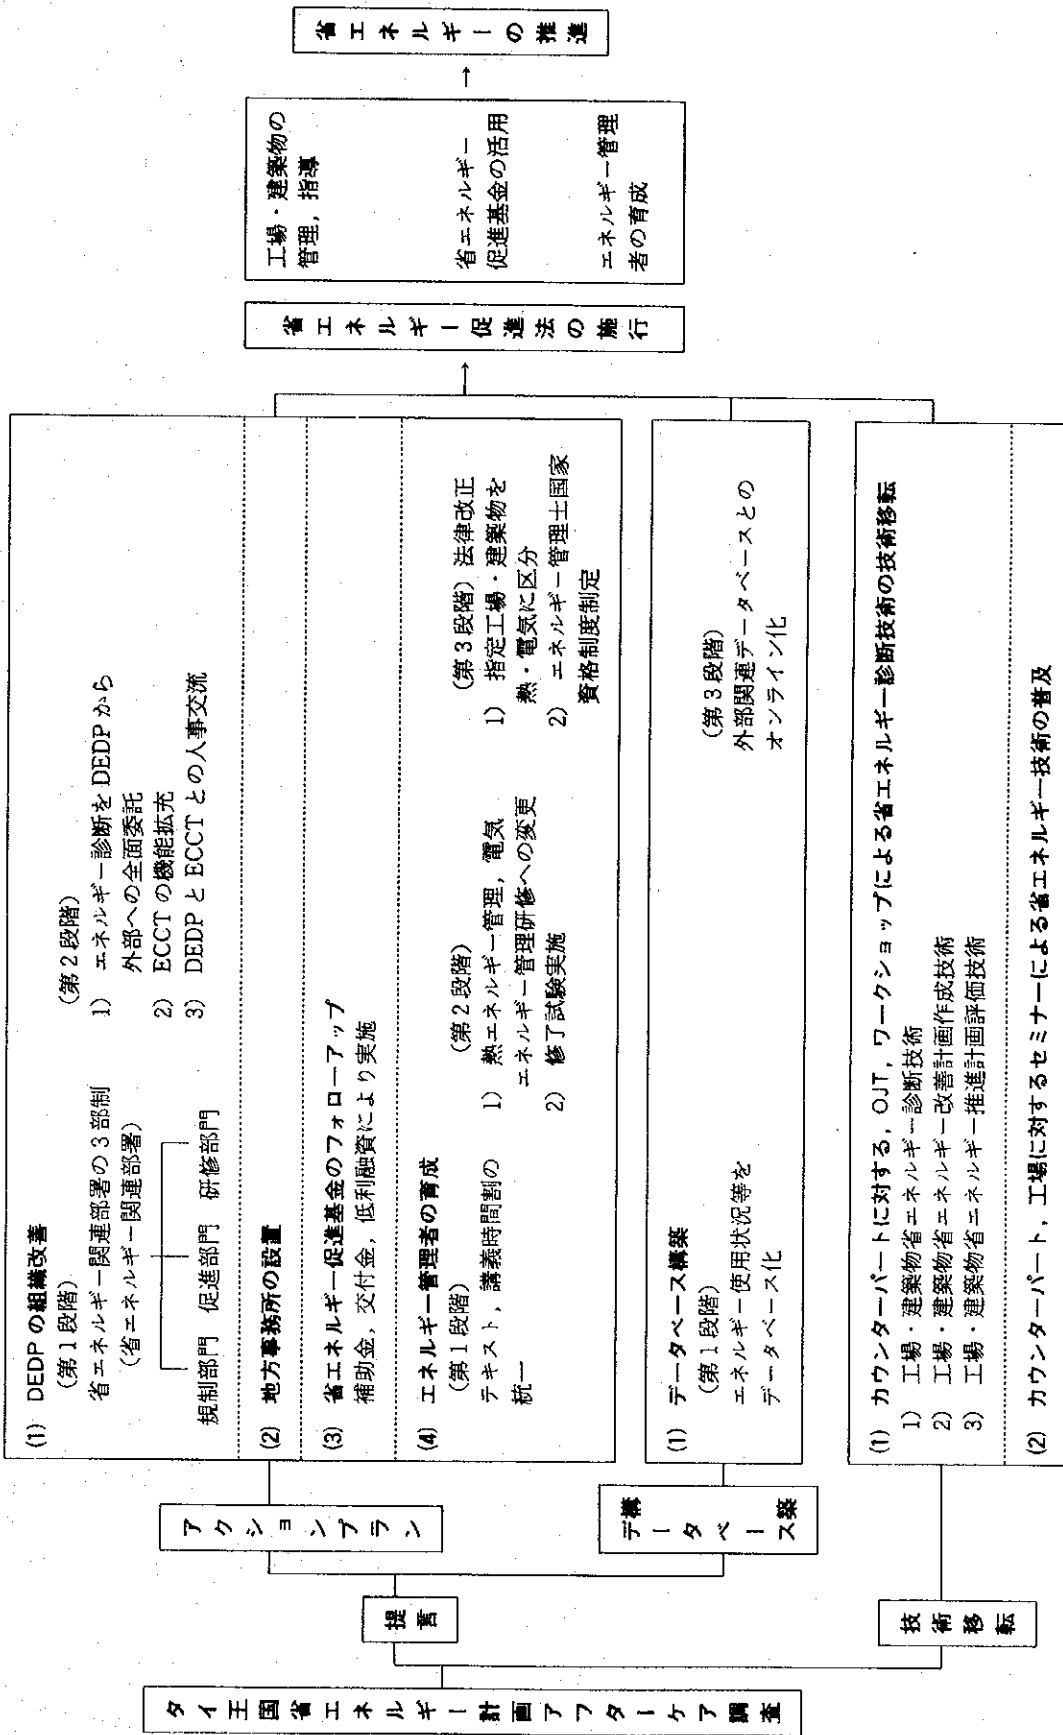 タイ王国省エネルギー計画アフターケア調査
提言
技術移転
アクションプラン
データベース構築
(1) DEDPの組織改善
(第1段階)
省エネルギー関連部署の3部制
(省エネルギー関連部署)
規制部門 促進部門 研修部門
(第2段階)
1) エネルギー診断をDEDPから
外部への全面委託
2) ECCTの機能拡充
3) DEDPとECCTとの人事交流
(2) 地方事務所の設置
(3) 省エネルギー促進基金のフォローアップ
補助金,交付金,低利融資により実施
(4) エネルギー管理者の育成
(第1段階)
テキスト,講義時間割の
統一
(第2段階)
1) 熱エネルギー管理,電気
エネルギー管理研修への変更
2) 修了試験実施
(第3段階) 法律改正
1) 指定工場・建築物を
熱・電気に区分
2) エネルギー管理士国家
資格制度制定
(1) データベース構築
(第1段階)
エネルギー使用状況等を
データベース化
(第3段階)
外部関連データベースとの
オンライン化
(1) カウンターパートに対する,OJT,ワークショップによる省エネルギー診断技術の技術移転
1) 工場・建築物省エネルギー診断技術
2) 工場・建築物省エネルギー改善計画作成技術
3) 工場・建築物省エネルギー推進計画評価技術
(2) カウンターパート,工場に対するセミナーによる省エネルギー技術の普及
→
省エネルギー促進法の施行
工場・建築物の
管理,指導
省エネルギー
促進基金の活用
エネルギー管理
者の育成
→
省エネルギーの推進